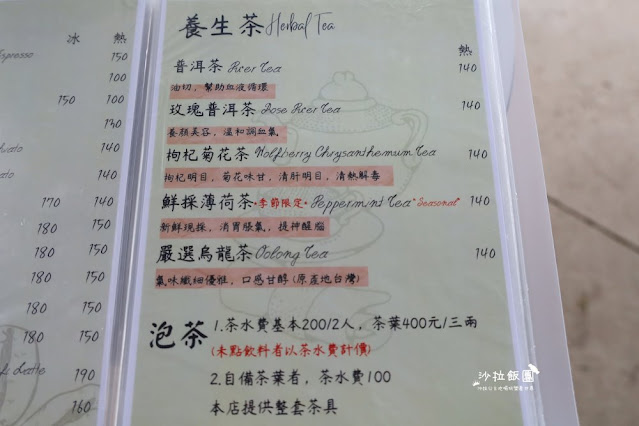 冰 熱
Espresso 150
100
150 100
130
150
170 140
180 150
180 150
180 150
180 150
190
160
養生茶 Herbal Tea
熱
普洱茶 Puer Tea 140
油切，幫助血液循環
玫瑰普洱茶 Rose Puer Tea 140
養顏美容，溫和調血氣
枸杞菊花茶 Wolfberry Chrysanthemum Tea 140
枸杞明目，菊花味甘，清肝明目，清熱解毒
鮮採薄荷茶 *季節限定* Peppermint Tea *Seasonal* 140
新鮮現採，消胃脹氣，提神醒腦
嚴選烏龍茶 Oolong Tea 140
氣味纖細優雅，口感甘醇 (原產地台灣)
泡茶 1.茶水費基本200/2人，茶葉400元/三兩
(未點飲料者以茶水費計價)
2.自備茶葉者，茶水費100
本店提供整套茶具
沙拉飯團